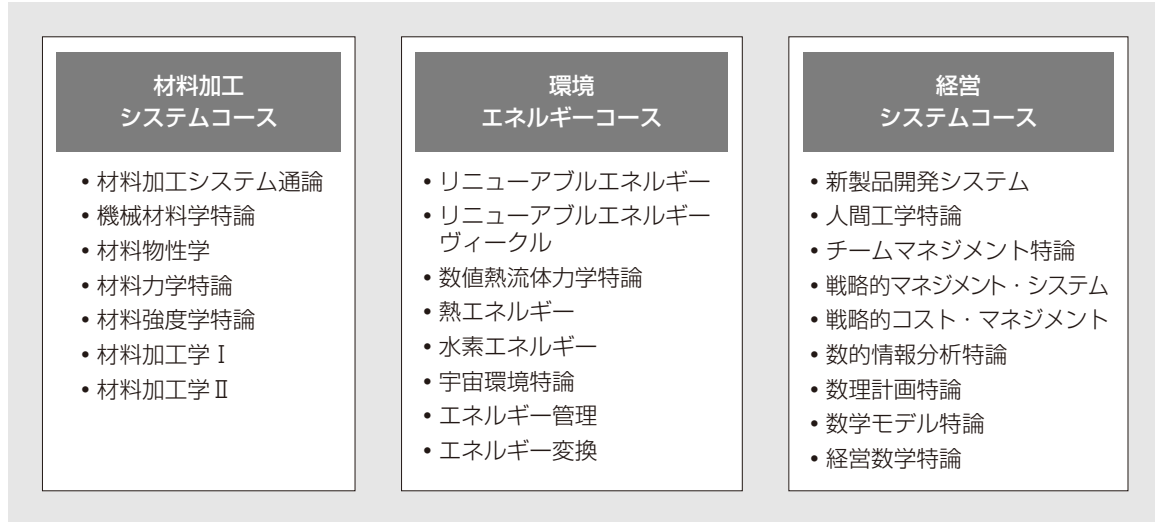 材料加工
システムコース
• 材料加工システム通論
• 機械材料学特論
• 材料物性学
• 材料力学特論
• 材料強度学特論
• 材料加工学Ⅰ
• 材料加工学Ⅱ
環境
エネルギーコース
• リニューアブルエネルギー
• リニューアブルエネルギー
ヴィークル
• 数値熱流体力学特論
• 熱エネルギー
• 水素エネルギー
• 宇宙環境特論
• エネルギー管理
• エネルギー変換
経営
システムコース
• 新製品開発システム
• 人間工学特論
• チームマネジメント特論
• 戦略的マネジメント・システム
• 戦略的コスト・マネジメント
• 数的情報分析特論
• 数理計画特論
• 数学モデル特論
• 経営数学特論